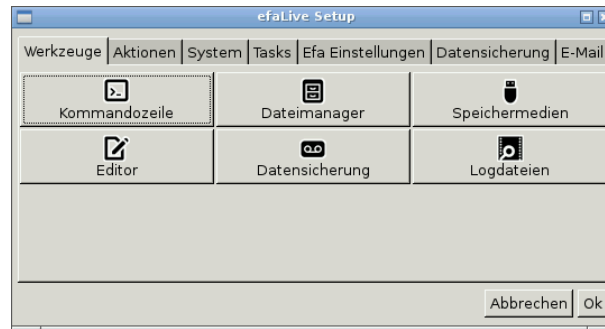 efaLive Setup
Werkzeuge Aktionen System Tasks Efa Einstellungen Datensicherung E-Mail
Kommandozeile Dateimanager Speichermedien
Editor Datensicherung Logdateien
Abbrechen Ok